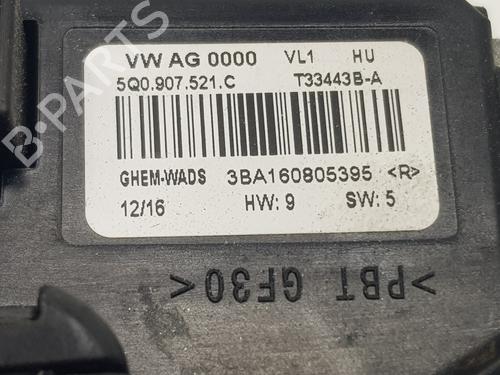 VW AG 0000 VL1 HU
5Q0.907.521.C T33443B-A
GHEM-WADS 3BA160805395 <R>
12/16 HW: 9 SW: 5
>PBT GF30<
B-PARTS